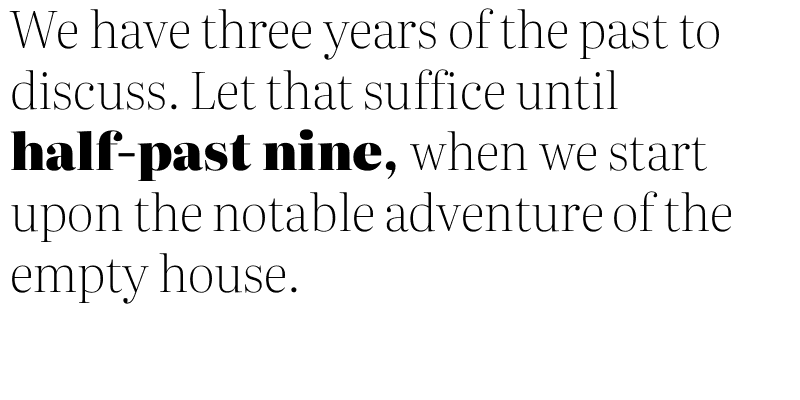 We have three years of the past to
discuss. Let that suffice until
half-past nine, when we start
upon the notable adventure of the
empty house.